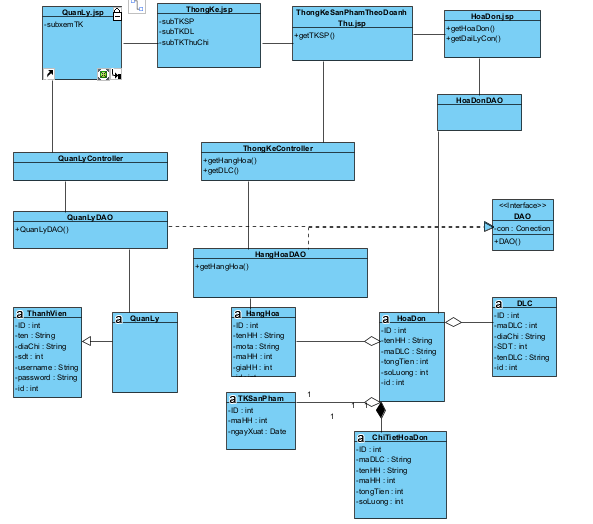 QuanLy.jsp
-subxemTK
ThongKe.jsp
-subTKSP
-subTKDL
-subTKThuChi
ThongKeSanPhamTheoDoanh
Thu.jsp
+getTKSP()
HoaDon.jsp
+getHoaDon()
+getDaiLyCon()
HoaDonDAO
QuanLyController
ThongKeController
+getHangHoa()
+getDLC()
QuanLyDAO
+QuanLyDAO()
<<Interface>>
DAO
-con : Conection
+DAO()
HangHoaDAO
+getHangHoa()
ThanhVien
-ID : int
-ten : String
-diaChi : String
-sdt : int
-username : String
-password : String
-id : int
QuanLy
HangHoa
-ID : int
-tenHH : String
-mota : String
-maHH : int
-giaHH : int
HoaDon
-ID : int
-tenHH : String
-maDLC : String
-tongTien : int
-soLuong : int
-id : int
DLC
-ID : int
-maDLC : int
-diaChi : String
-SDT : int
-tenDLC : String
-id : int
TKSanPham
-ID : int
-maHH : int
-ngayXuat : Date
1
1
1
1
ChiTietHoaDon
-ID : int
-maDLC : String
-tenHH : String
-maHH : int
-tongTien : int
-soLuong : int